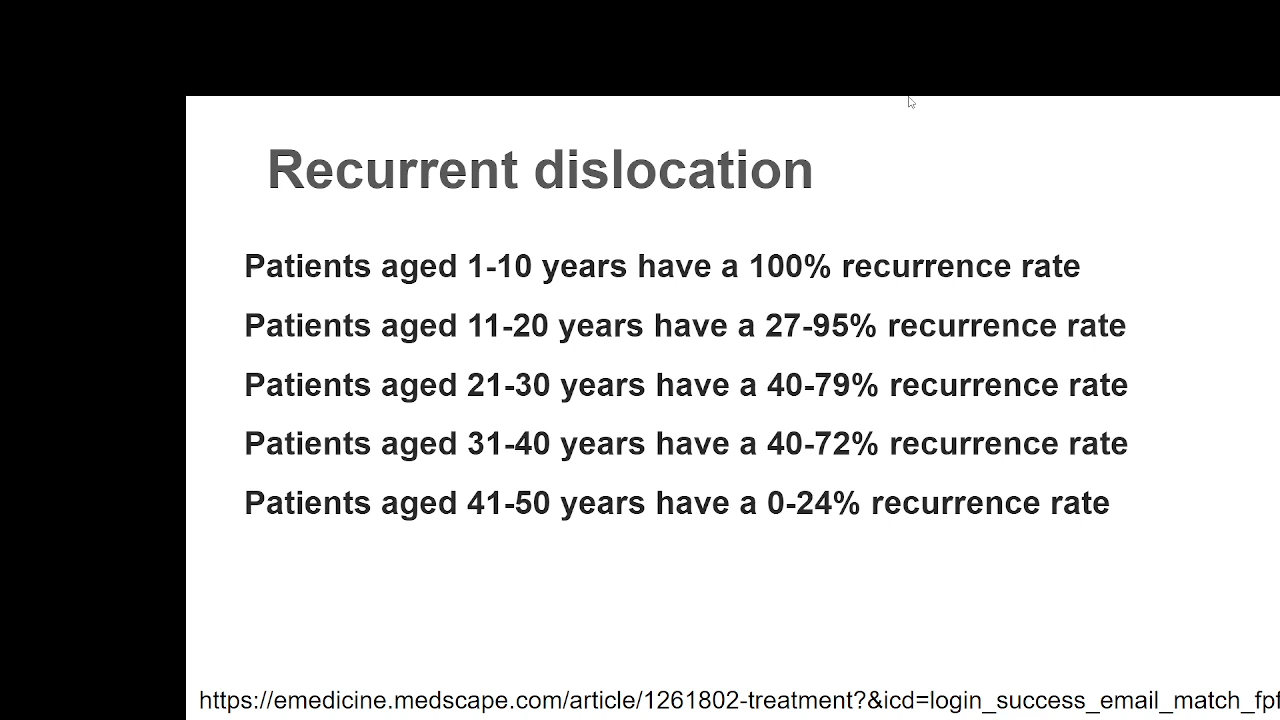 Recurrent dislocation
Patients aged 1-10 years have a 100% recurrence rate
Patients aged 11-20 years have a 27-95% recurrence rate
Patients aged 21-30 years have a 40-79% recurrence rate
Patients aged 31-40 years have a 40-72% recurrence rate
Patients aged 41-50 years have a 0-24% recurrence rate
https://emedicine.medscape.com/article/1261802-treatment?&icd=login_success_email_match_fpf